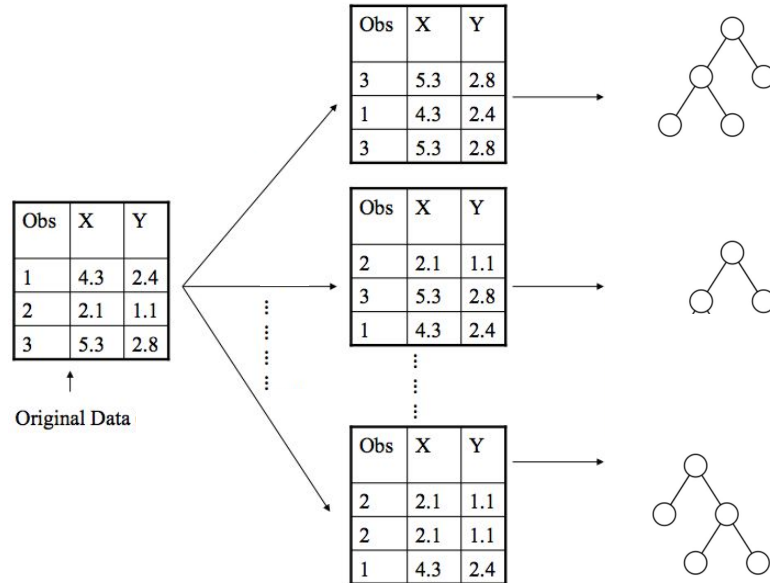 Obs X Y
3 5.3 2.8
1 4.3 2.4
3 5.3 2.8
Obs X Y
1 4.3 2.4
2 2.1 1.1
3 5.3 2.8
Original Data
Obs X Y
2 2.1 1.1
3 5.3 2.8
1 4.3 2.4
Obs X Y
2 2.1 1.1
2 2.1 1.1
1 4.3 2.4